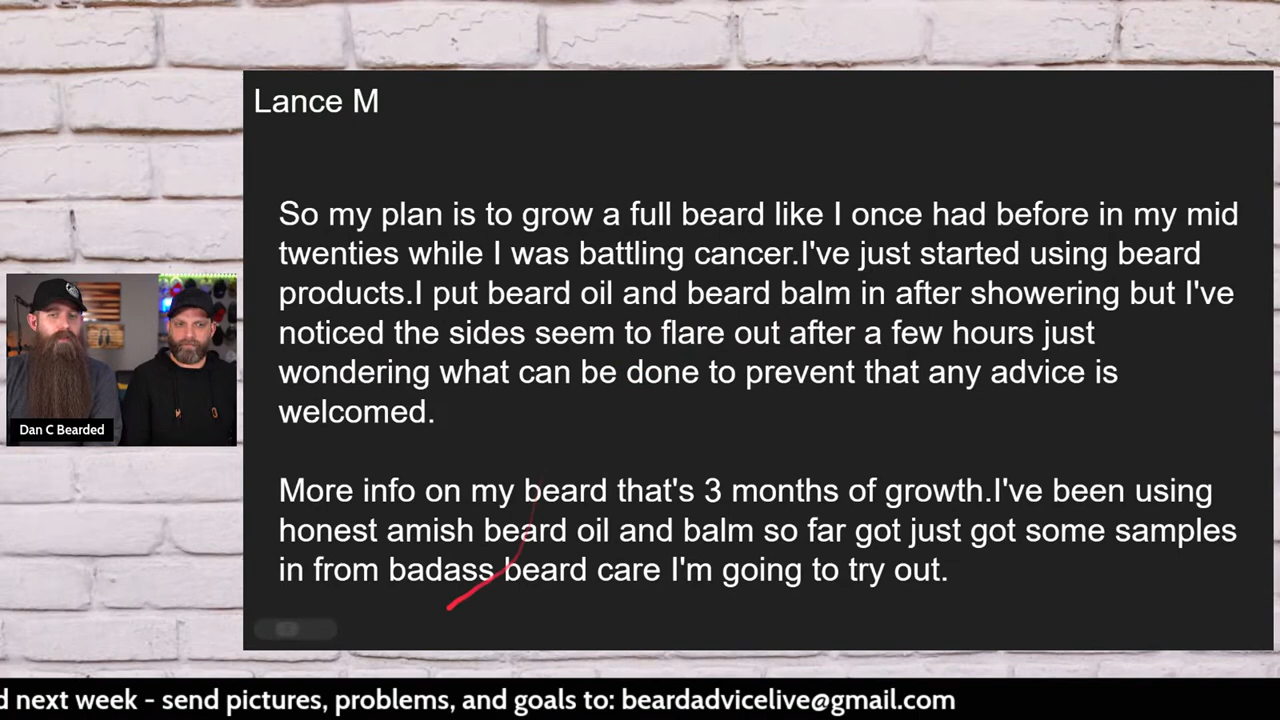 Lance M
So my plan is to grow a full beard like I once had before in my mid
twenties while I was battling cancer.I've just started using beard
products.I put beard oil and beard balm in after showering but I've
noticed the sides seem to flare out after a few hours just
wondering what can be done to prevent that any advice is
welcomed.
More info on my beard that's 3 months of growth.I've been using
honest amish beard oil and balm so far got just got some samples
in from badass beard care I'm going to try out.
Dan C Bearded
d next week - send pictures, problems, and goals to: beardadvicelive@gmail.com